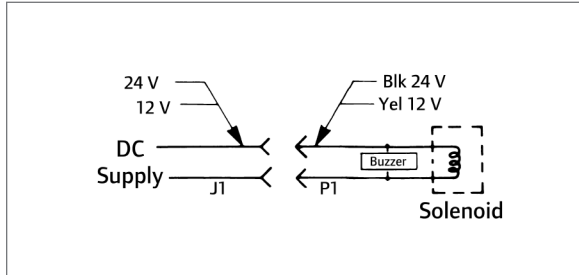 24 V
12 V
Blk 24 V
Yel 12 V
DC
Supply
J1
P1
Buzzer
Solenoid